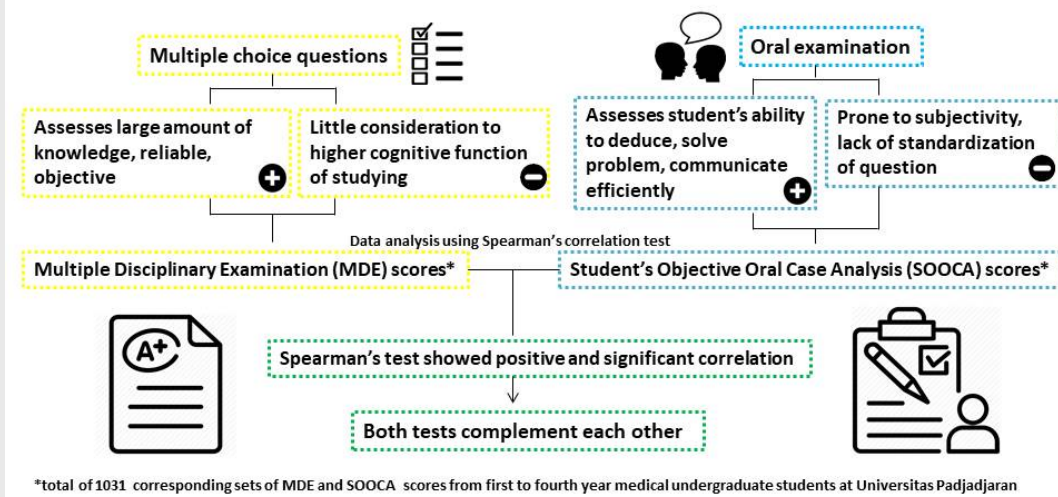 Multiple choice questions
Oral examination
Assesses large amount of
knowledge, reliable,
objective
Little consideration to
higher cognitive function
of studying
Assesses student's ability
to deduce, solve
problem, communicate
efficiently
Prone to subjectivity,
lack of standardization
of question
Data analysis using Spearman's correlation test
Multiple Disciplinary Examination (MDE) scores*
Student's Objective Oral Case Analysis (SOOCA) scores*
A+
Spearman's test showed positive and significant correlation
Both tests complement each other
*total of 1031 corresponding sets of MDE and SOOCA scores from first to fourth year medical undergraduate students at Universitas Padjadjaran